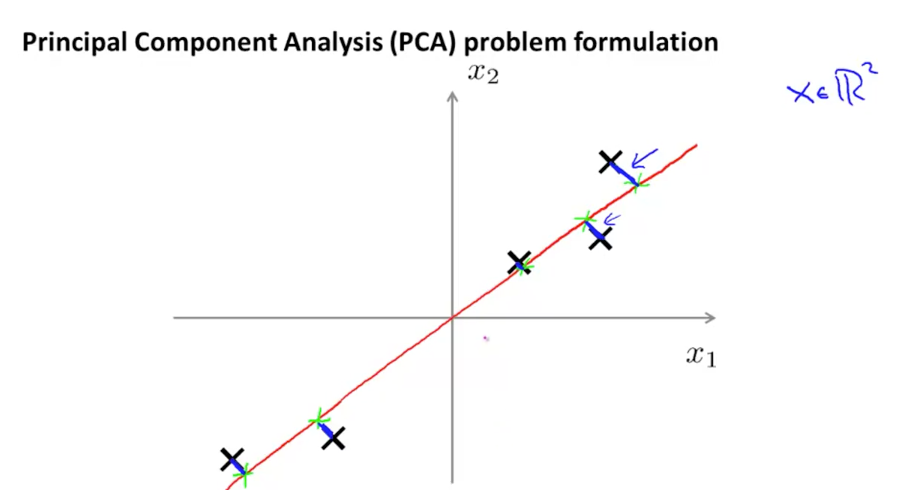 Principal Component Analysis (PCA) problem formulation
x₂
x ∈ ℝ²
x₁